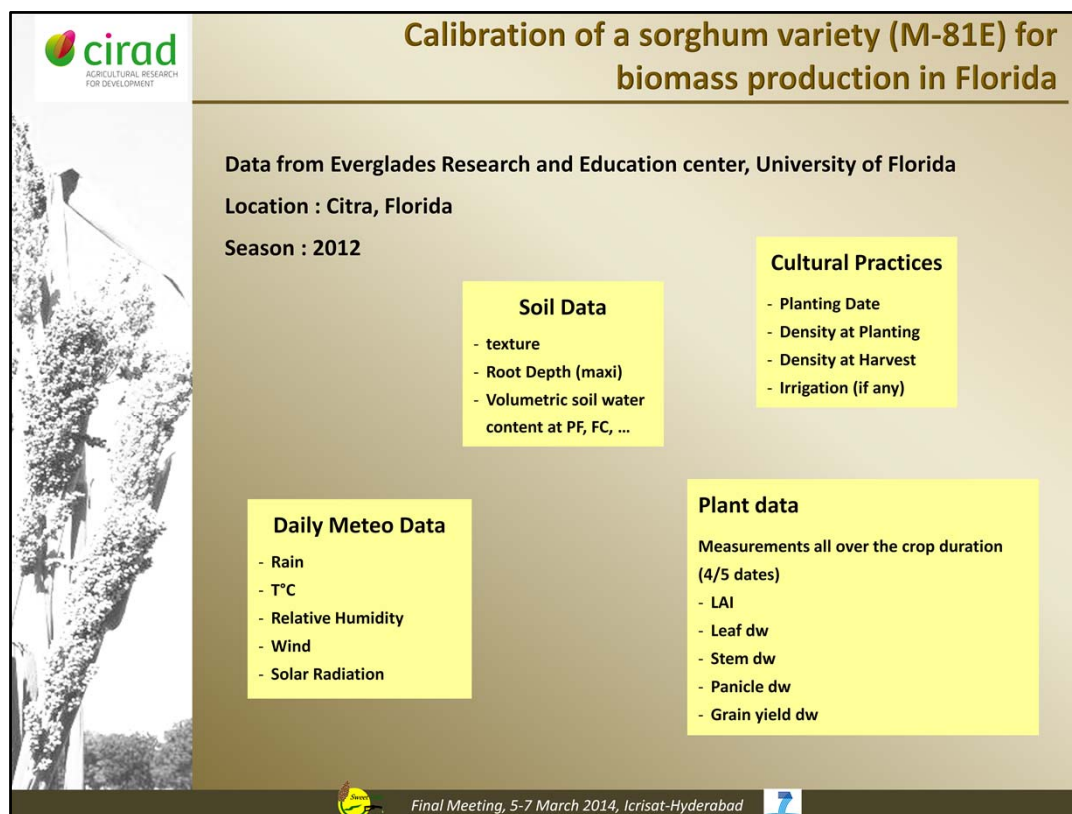 cirad
AGRICULTURAL RESEARCH
FOR DEVELOPMENT
Calibration of a sorghum variety (M-81E) for
biomass production in Florida
Data from Everglades Research and Education center, University of Florida
Location : Citra, Florida
Season : 2012
Cultural Practices
- Planting Date
- Density at Planting
- Density at Harvest
- Irrigation (if any)
Soil Data
- texture
- Root Depth (maxi)
- Volumetric soil water
content at PF, FC, ...
Daily Meteo Data
- Rain
- T°C
- Relative Humidity
- Wind
- Solar Radiation
Plant data
Measurements all over the crop duration
(4/5 dates)
- LAI
- Leaf dw
- Stem dw
- Panicle dw
- Grain yield dw
Sweet
Final Meeting, 5-7 March 2014, Icrisat-Hyderabad
7